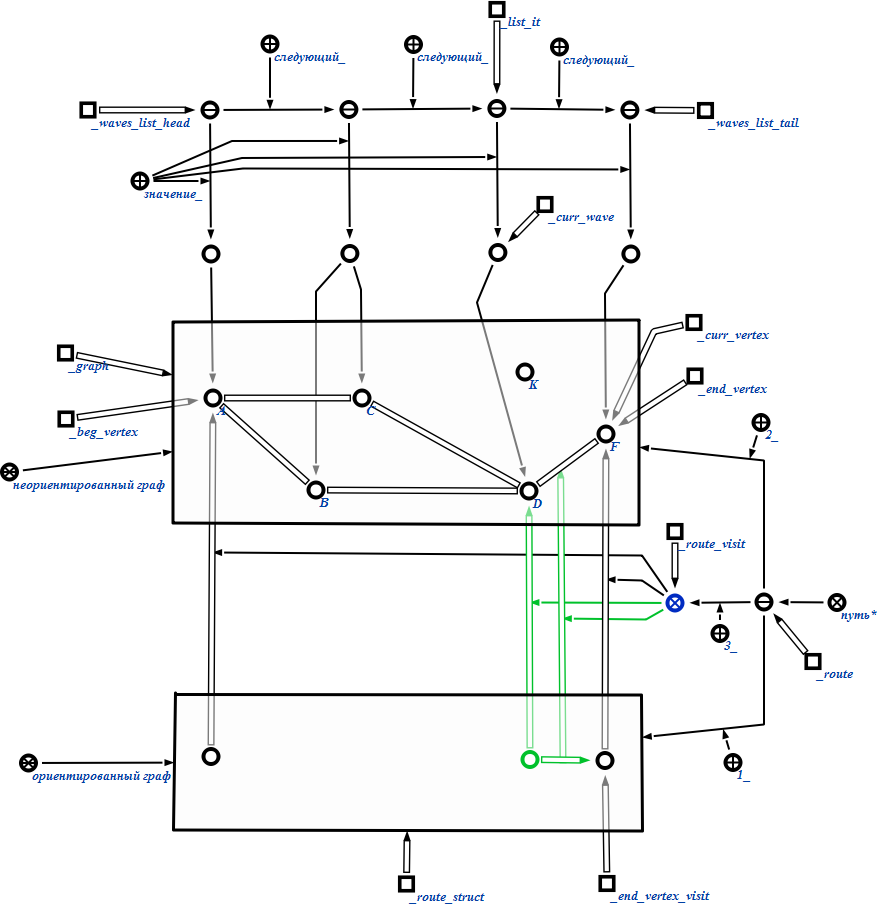 _list_it
следующий_
следующий_
следующий_
_waves_list_head
_waves_list_tail
значение_
_curr_wave
_graph
_curr_vertex
K
_end_vertex
A
C
_beg_vertex
2_
F
неориентированный граф
B
D
_route_visit
путь*
3_
_route
ориентированный граф
1_
_route_struct
_end_vertex_visit